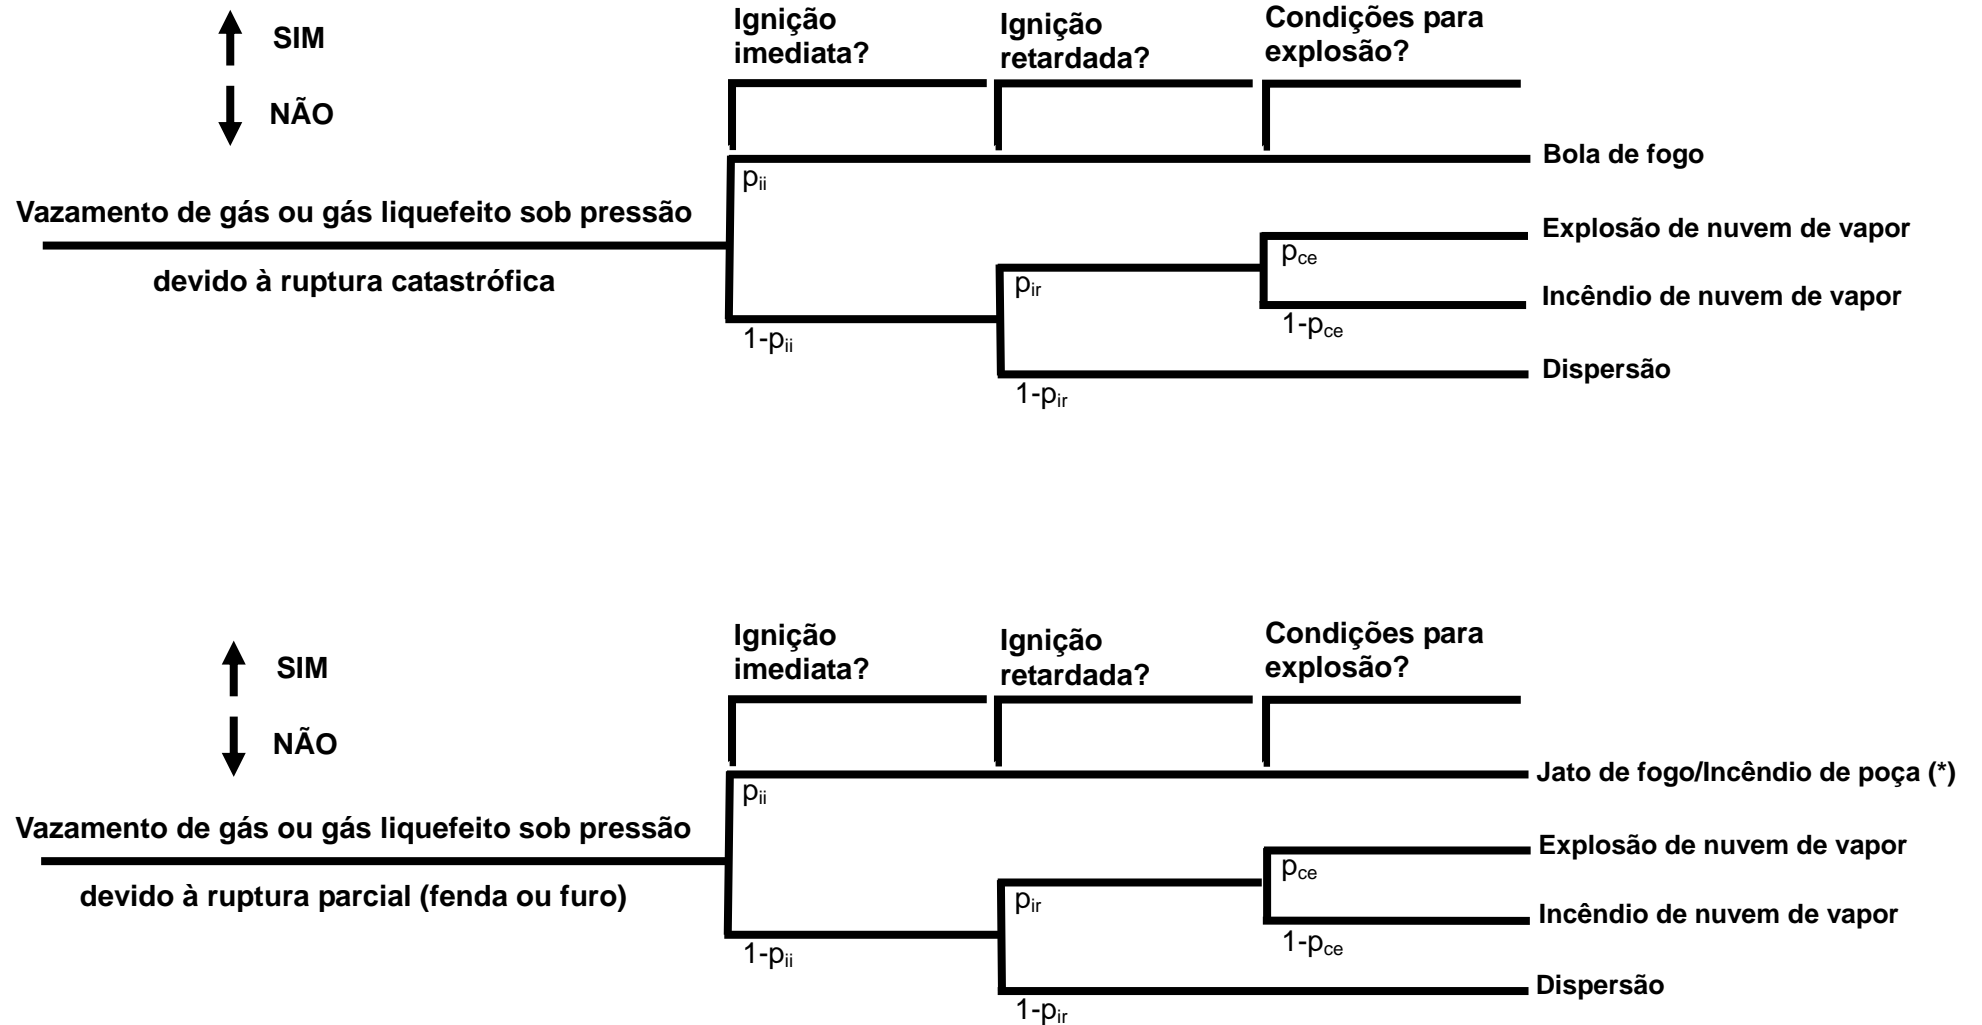 SIM
NÃO
Ignição
imediata?
Ignição
retardada?
Condições para
explosão?
Vazamento de gás ou gás liquefeito sob pressão
devido à ruptura catastrófica
pii
1-pii
pir
1-pir
pce
1-pce
Bola de fogo
Explosão de nuvem de vapor
Incêndio de nuvem de vapor
Dispersão
SIM
NÃO
Ignição
imediata?
Ignição
retardada?
Condições para
explosão?
Vazamento de gás ou gás liquefeito sob pressão
devido à ruptura parcial (fenda ou furo)
pii
1-pii
pir
1-pir
pce
1-pce
Jato de fogo/Incêndio de poça (*)
Explosão de nuvem de vapor
Incêndio de nuvem de vapor
Dispersão